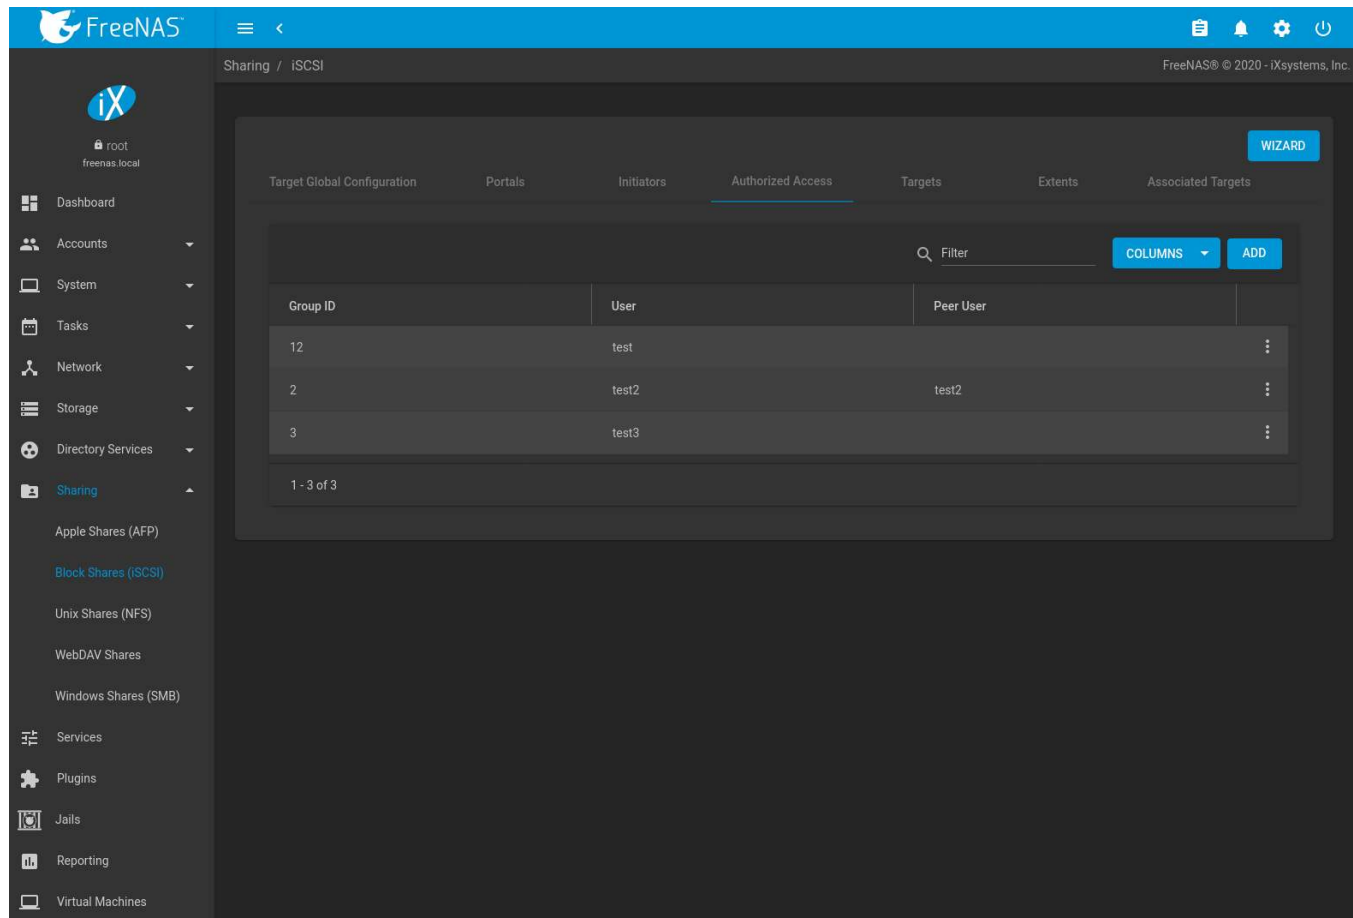 FreeNAS™
Sharing / iSCSI
FreeNAS® © 2020 - iXsystems, Inc.
iX
root
freenas.local
WIZARD
Target Global Configuration Portals Initiators Authorized Access Targets Extents Associated Targets
Dashboard
Accounts
System
Tasks
Network
Storage
Directory Services
Sharing
Apple Shares (AFP)
Block Shares (iSCSI)
Unix Shares (NFS)
WebDAV Shares
Windows Shares (SMB)
Services
Plugins
Jails
Reporting
Virtual Machines
Filter COLUMNS ADD
Group ID User Peer User
12 test
2 test2 test2
3 test3
1 - 3 of 3